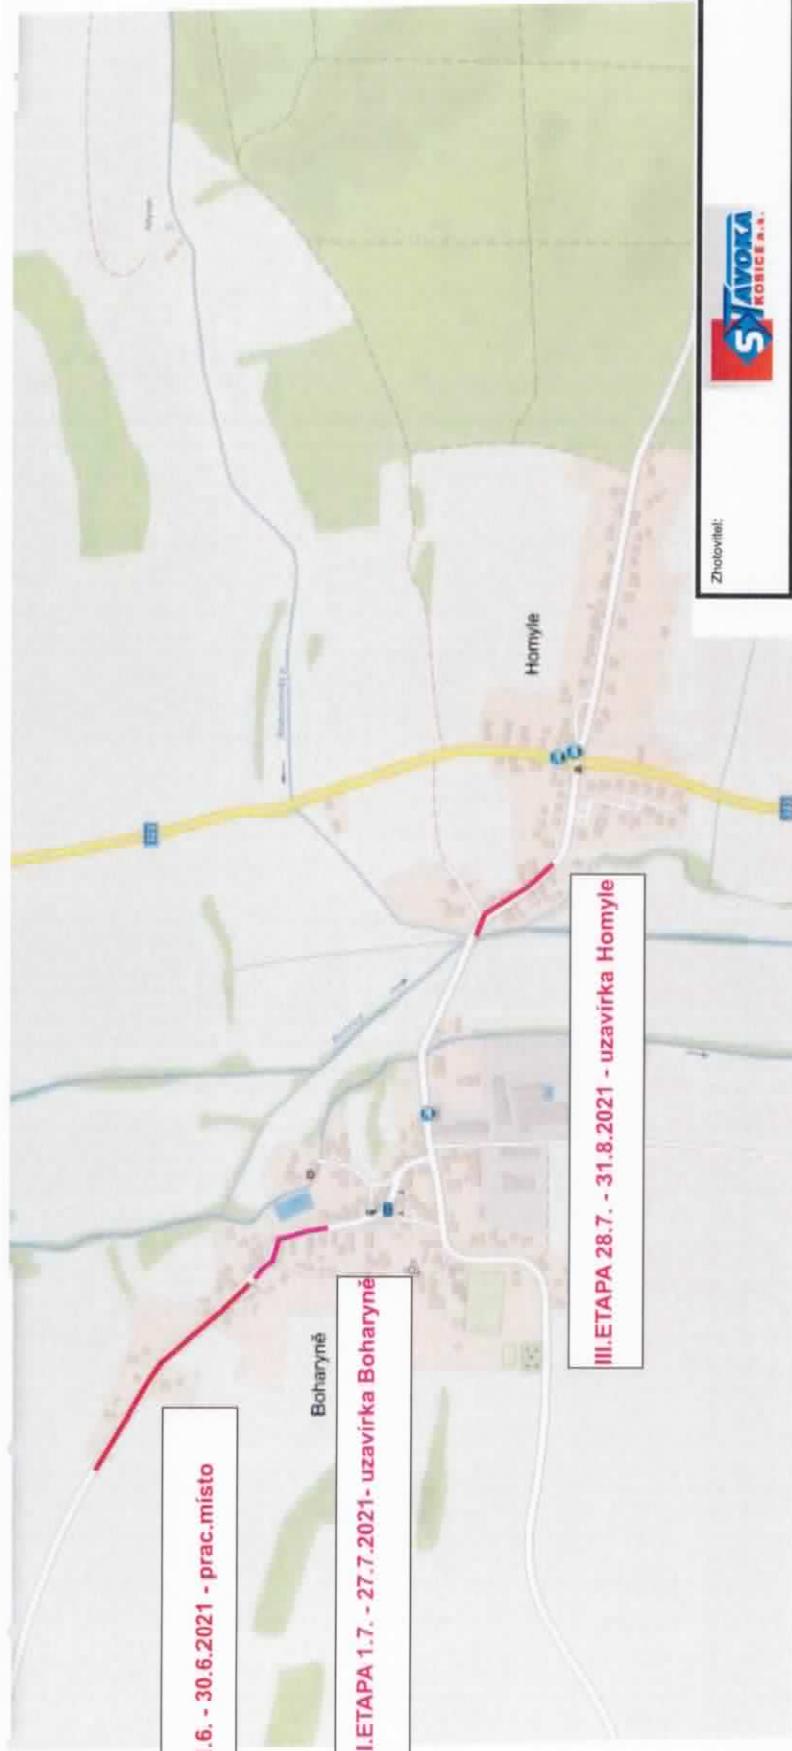 .6. - 30.6.2021 - prac.místo
Boharyně
I.ETAPA 1.7. - 27.7.2021- uzavírka Boharyně
III.ETAPA 28.7. - 31.8.2021 - uzavírka Homyle
Homyle
Zhotovitel:
STAVOKA
KOSICE a.s.